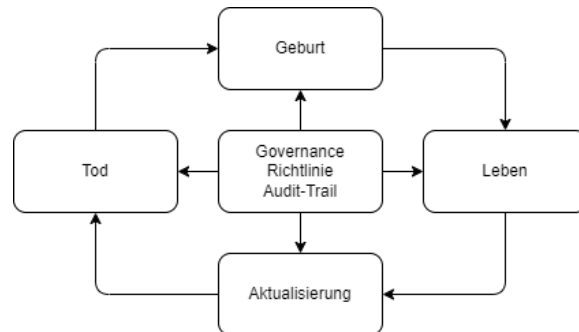 Geburt
Tod
Governance
Richtlinie
Audit-Trail
Leben
Aktualisierung